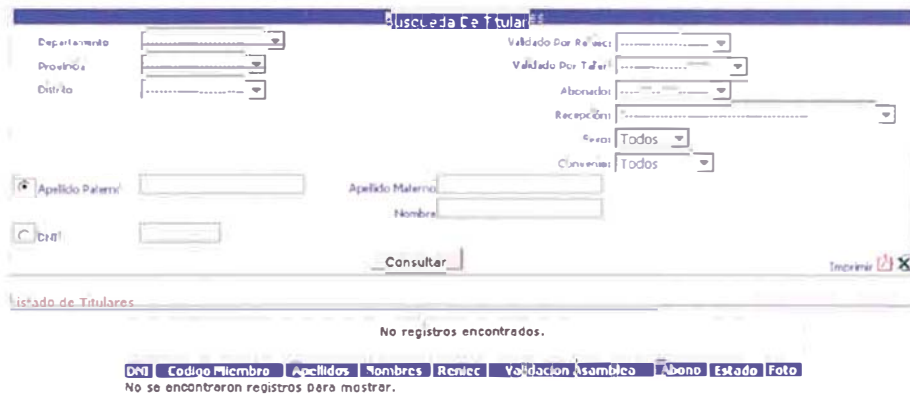 Busqueda De Titulares
Departamento
Validado Por Reniec:
Provincia
Validado Por
Distrito
Abonado:
Recepción:
Sexo: Todos
Convenio: Todos
Apellido Paterno
Apellido Materno
Nombre
DNI
Consultar
Imprimir
Listado de Titulares
No registros encontrados.
DNI Codigo Miembro Apellidos Nombres Reniec Validacion Asamblea Abono Estado Foto
No se encontraron registros para mostrar.